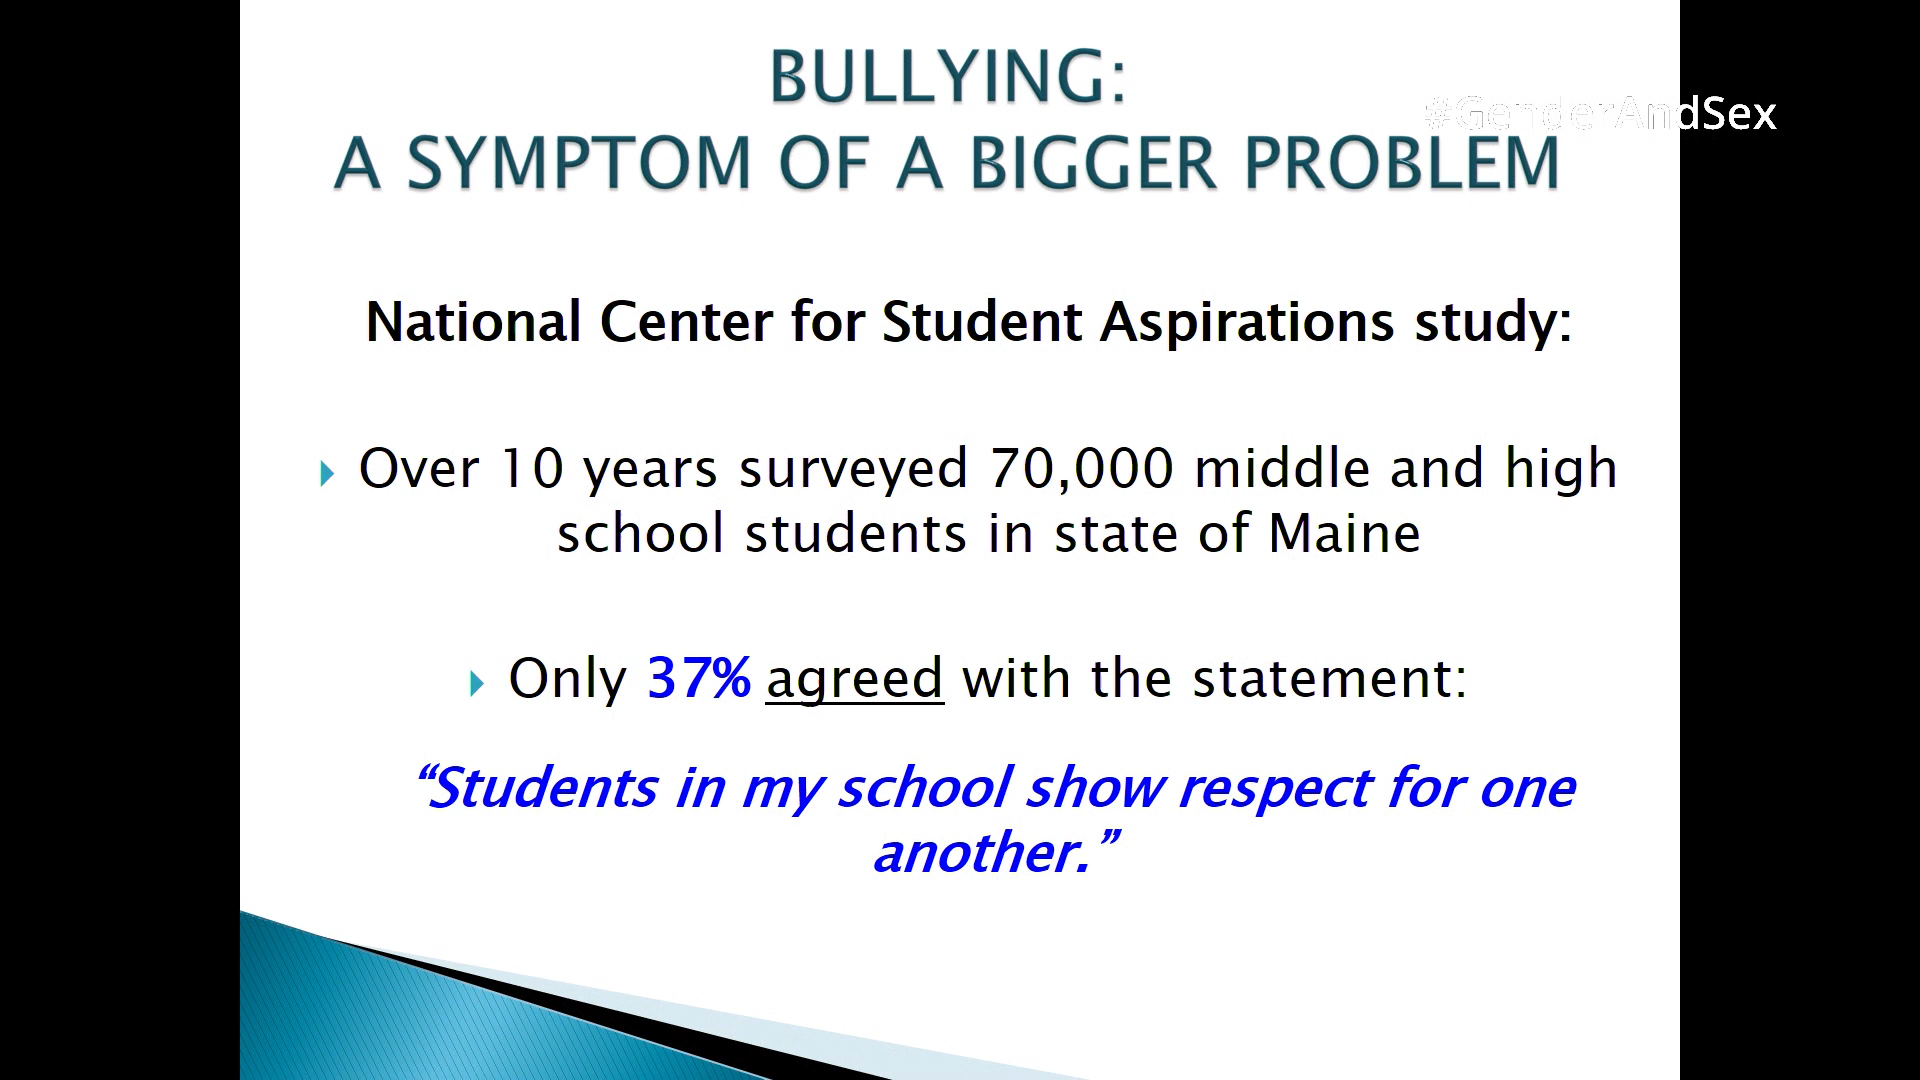 BULLYING:
#GenderAndSex
A SYMPTOM OF A BIGGER PROBLEM
National Center for Student Aspirations study:
Over 10 years surveyed 70,000 middle and high
school students in state of Maine
Only 37% agreed with the statement:
“Students in my school show respect for one
another.”